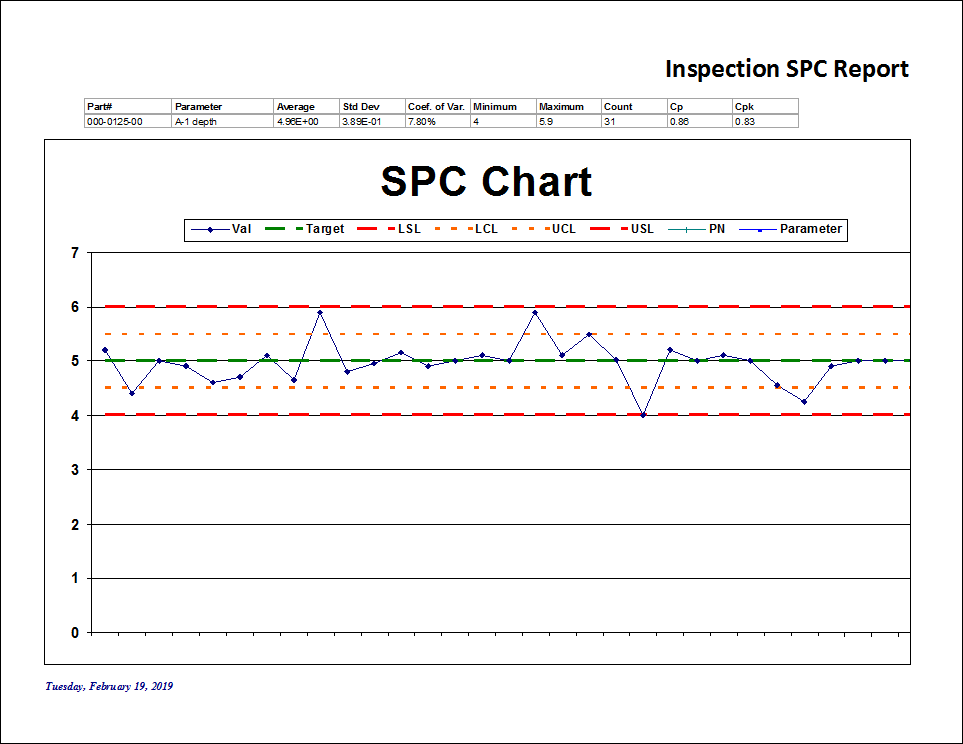 Inspection SPC Report
Part# Parameter Average Std Dev Coef. of Var. Minimum Maximum Count Cp Cpk
000-0125-00 A-1 depth 4.96E+00 3.89E-01 7.80% 4 5.9 31 0.86 0.83
SPC Chart
Val Target LSL LCL UCL USL PN Parameter
7
6
5
4
3
2
1
0
Tuesday, February 19, 2019